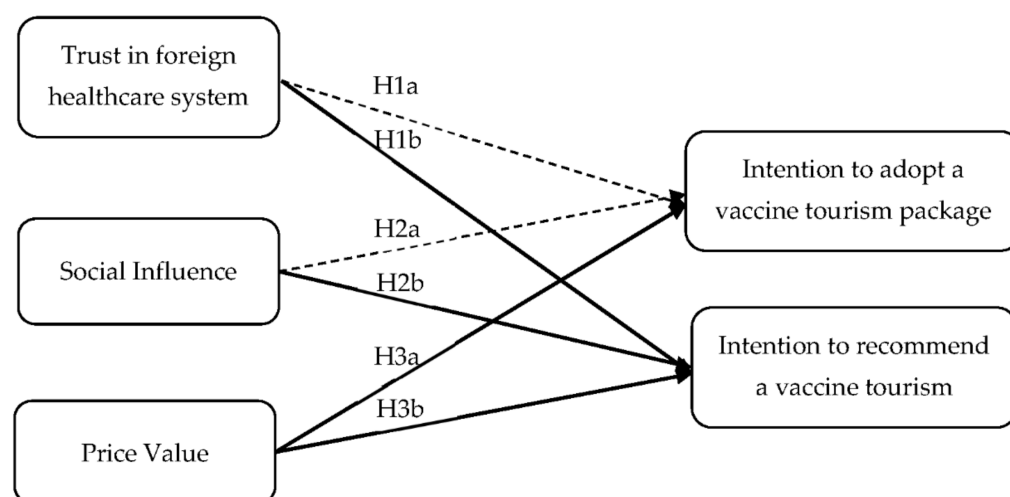 Trust in foreign
healthcare system
H1a
H1b
Intention to adopt a
vaccine tourism package
H2a
Social Influence
H2b
Intention to recommend
a vaccine tourism
H3a
H3b
Price Value